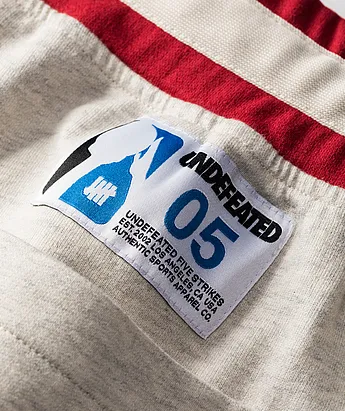 UNDEFEATED
05
UNDEFEATED FIVE STRIKES
EST.2002 LOS ANGELES, CA USA
AUTHENTIC SPORTS APPAREL CO.